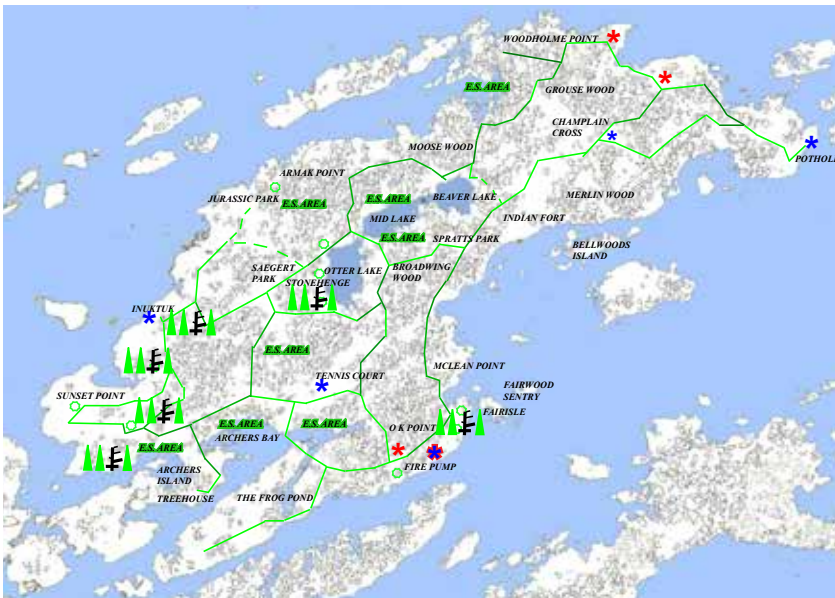 WOODHOLME POINT
E.S. AREA
GROUSE WOOD
CHAMPLAIN
CROSS
MOOSE WOOD
ARMAK POINT
JURASSIC PARK
E.S. AREA
E.S. AREA
BEAVER LAKE
MERLIN WOOD
MID LAKE
INDIAN FORT
E.S. AREA
SPRATTS PARK
BELLWOODS
ISLAND
SAEGERT
PARK
OTTER LAKE
STONEHENGE
BROADWING
WOOD
INUKTUK
E.S. AREA
MCLEAN POINT
TENNIS COURT
FAIRWOOD
SENTRY
SUNSET POINT
FAIRISLE
E.S. AREA
E.S. AREA
O K POINT
ARCHERS BAY
E.S. AREA
FIRE PUMP
ARCHERS
ISLAND
TREEHOUSE
THE FROG POND